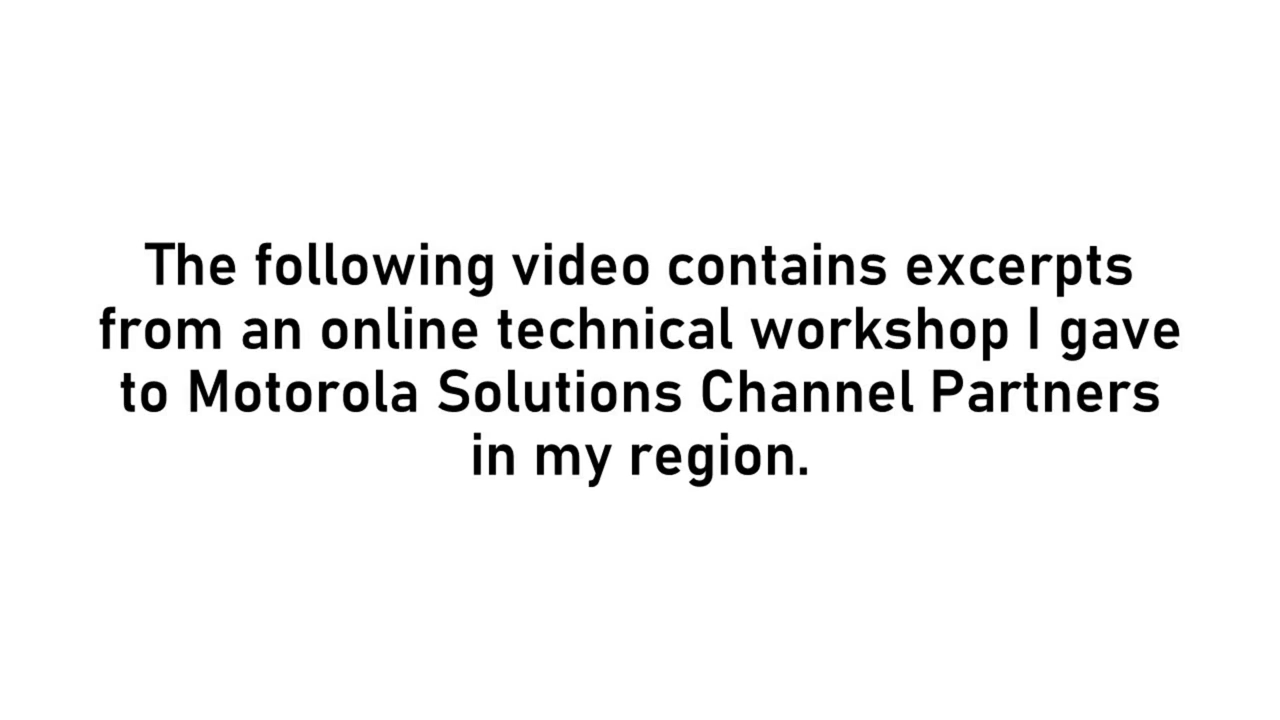 The following video contains excerpts
from an online technical workshop I gave
to Motorola Solutions Channel Partners
in my region.